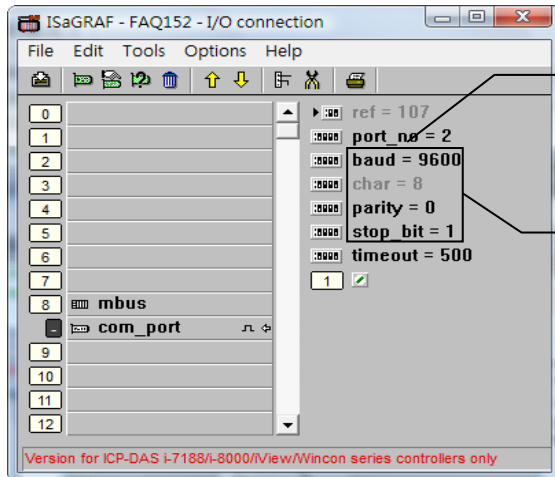 ISaGRAF - FAQ152 - I/O connection
File Edit Tools Options Help
0
1
2
3
4
5
6
7
8 mbus
com_port
9
10
11
12
ref = 107
port_no = 2
baud = 9600
char = 8
parity = 0
stop_bit = 1
timeout = 500
1
Version for ICP-DAS i-7188/i-8000/iView/Wincon series controllers only